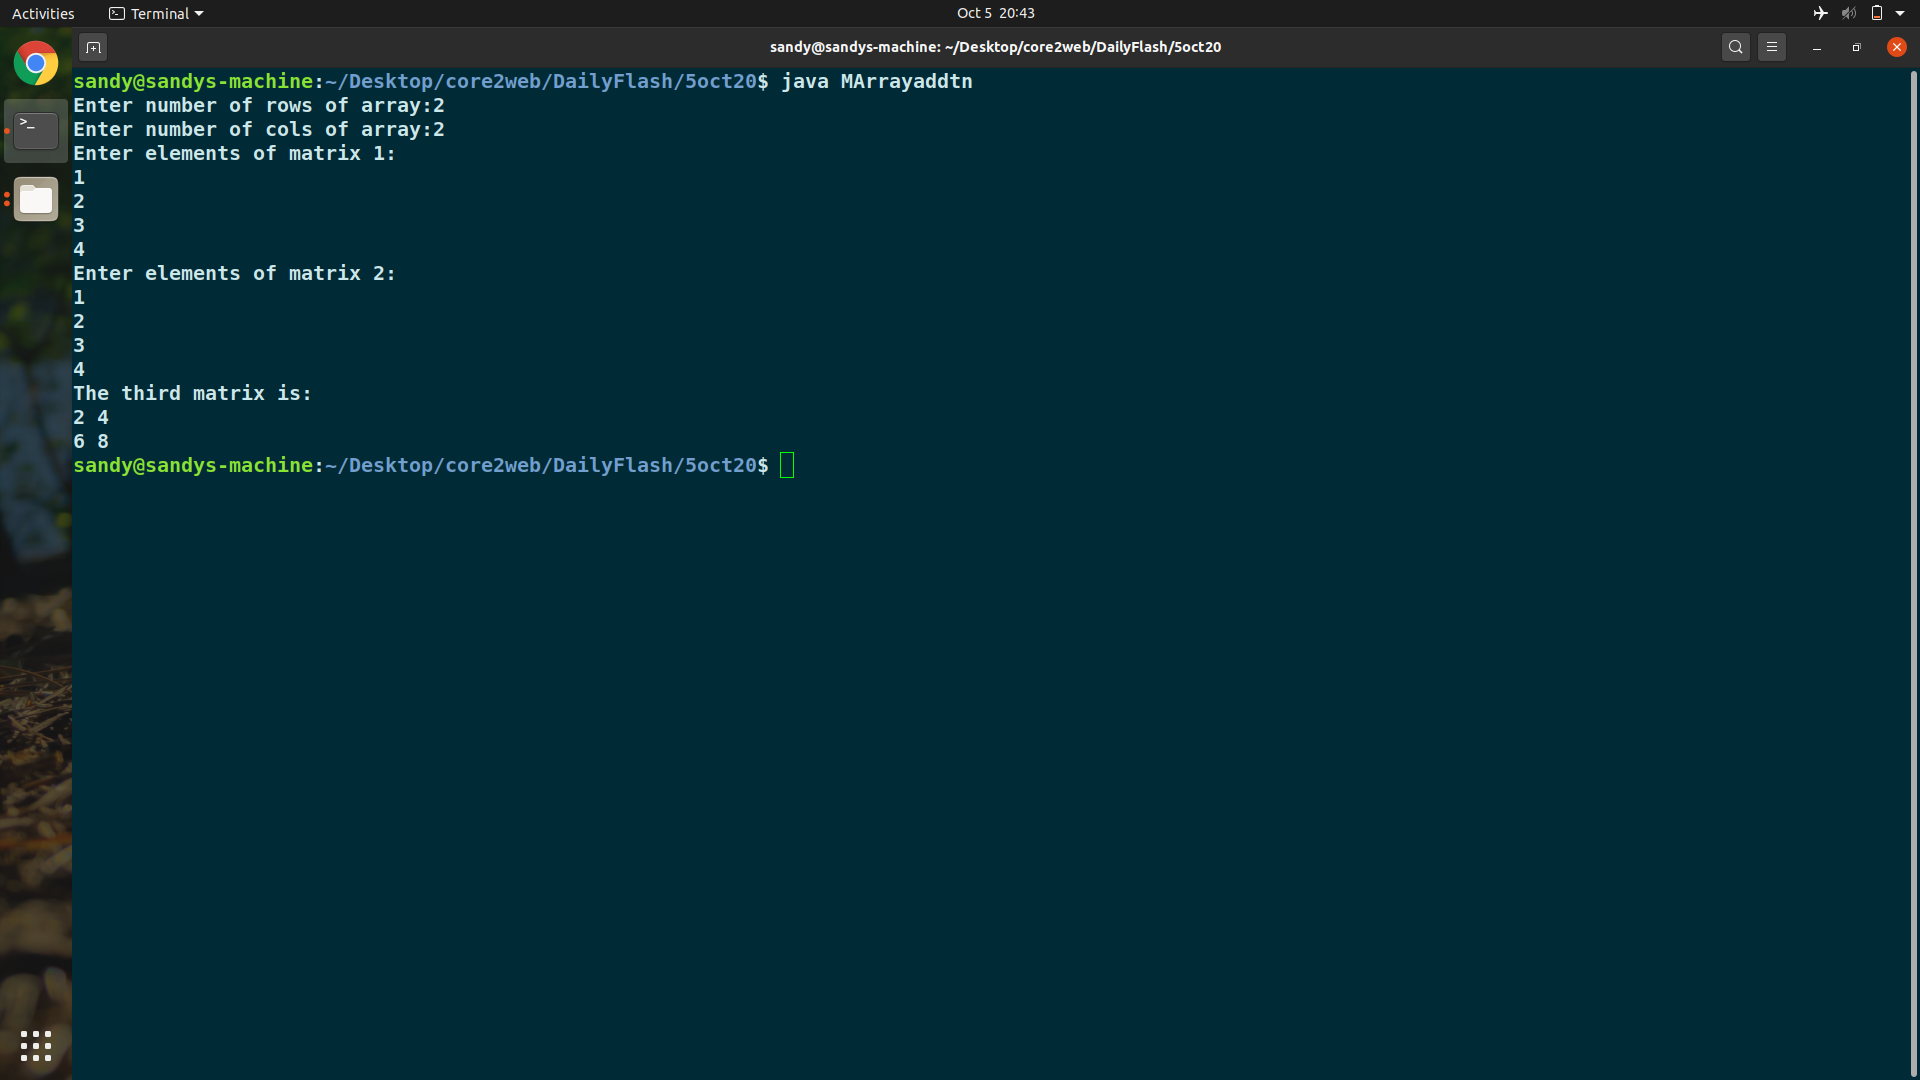 Activities
Terminal
Oct 5 20:43
sandy@sandys-machine: ~/Desktop/core2web/DailyFlash/5oct20
sandy@sandys-machine:~/Desktop/core2web/DailyFlash/5oct20$ java MArrayaddtn
Enter number of rows of array:2
Enter number of cols of array:2
Enter elements of matrix 1:
1
2
3
4
Enter elements of matrix 2:
1
2
3
4
The third matrix is:
2 4
6 8
sandy@sandys-machine:~/Desktop/core2web/DailyFlash/5oct20$